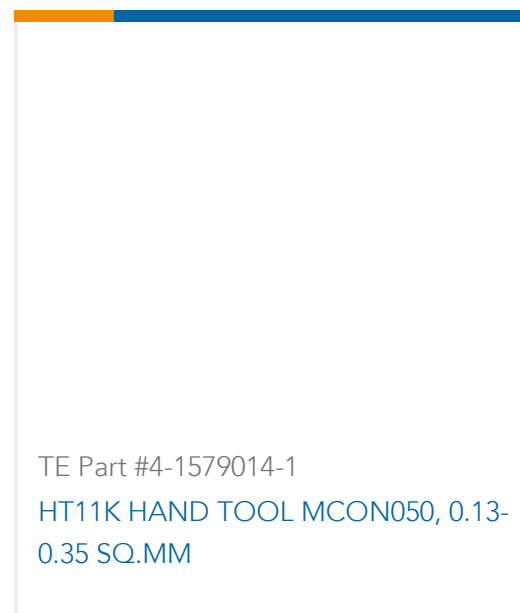 TE Part #4-1579014-1
HT11K HAND TOOL MCON050, 0.13-
0.35 SQ.MM